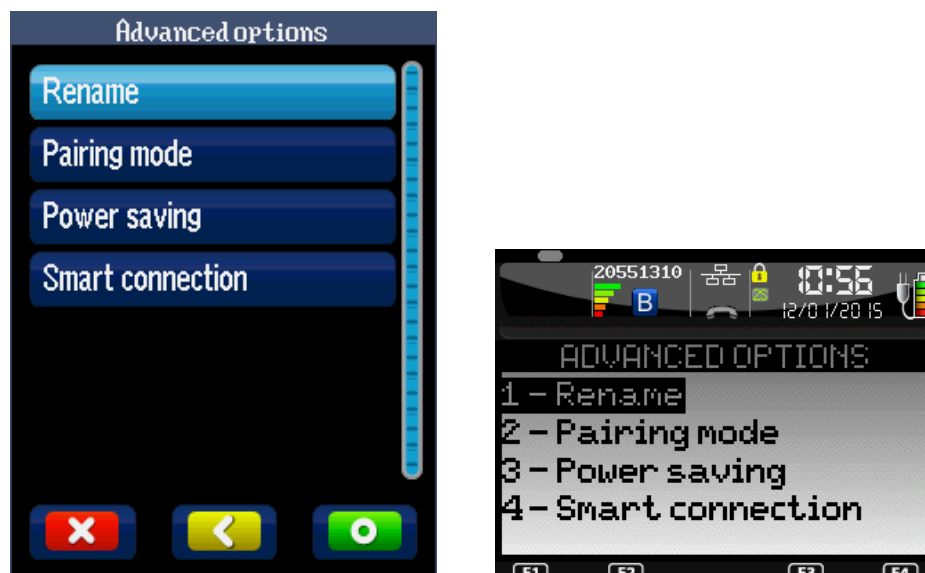 Advanced options
Rename
Pairing mode
Power saving
Smart connection
20551310
B
2S
10:56
12/01/2015
ADVANCED OPTIONS
1 - Rename
2 - Pairing mode
3 - Power saving
4 - Smart connection
F1 F2 F3 F4